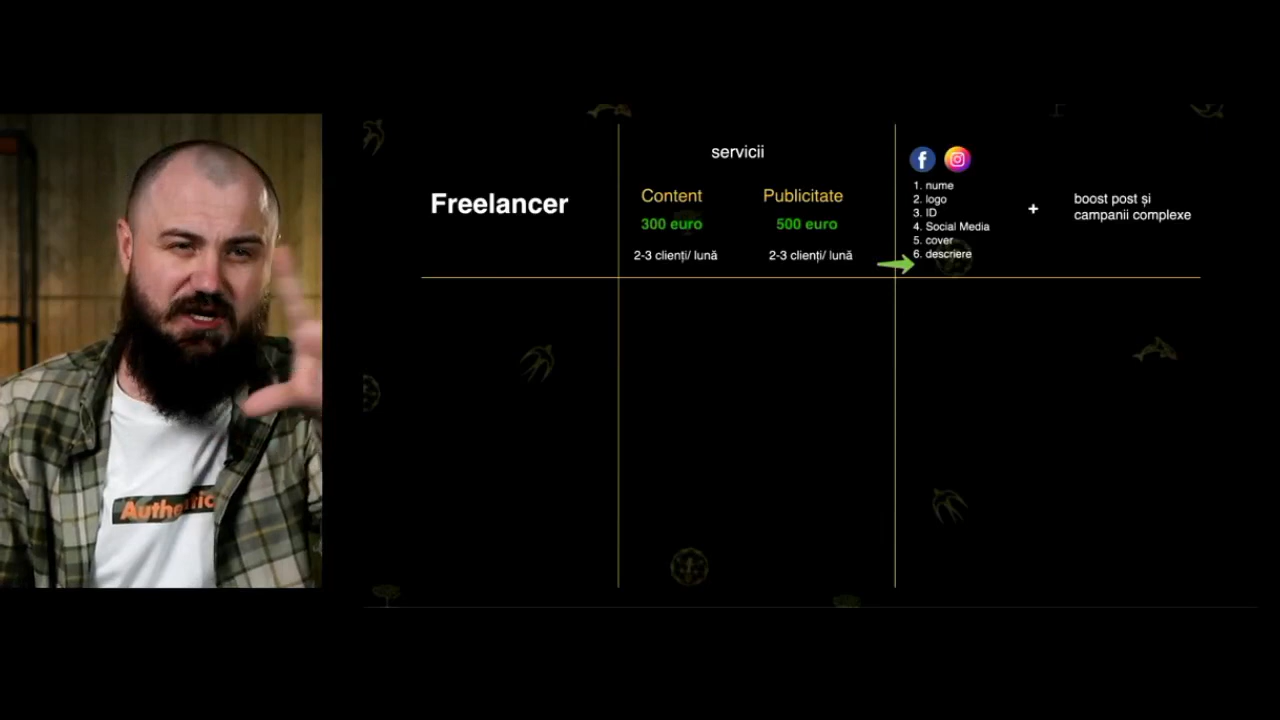 Authentic
Freelancer
servicii
Content
Publicitate
300 euro
500 euro
2-3 clienți/ lună
2-3 clienți/ lună
1. nume
2. logo
3. ID
4. Social Media
5. cover
6. descriere
+
boost post și
campanii complexe